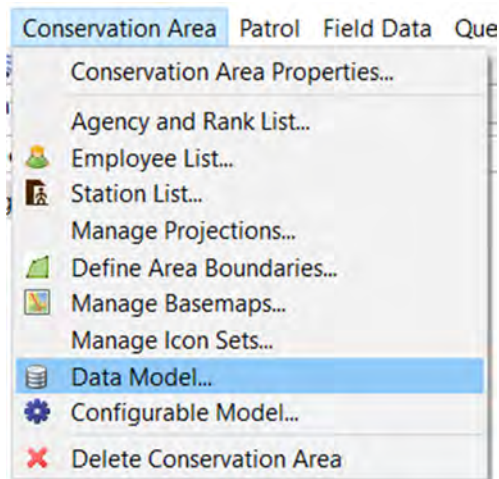 Conservation Area Patrol Field Data Que
Conservation Area Properties...
Agency and Rank List...
Employee List...
Station List...
Manage Projections...
Define Area Boundaries...
Manage Basemaps...
Manage Icon Sets...
Data Model...
Configurable Model...
Delete Conservation Area